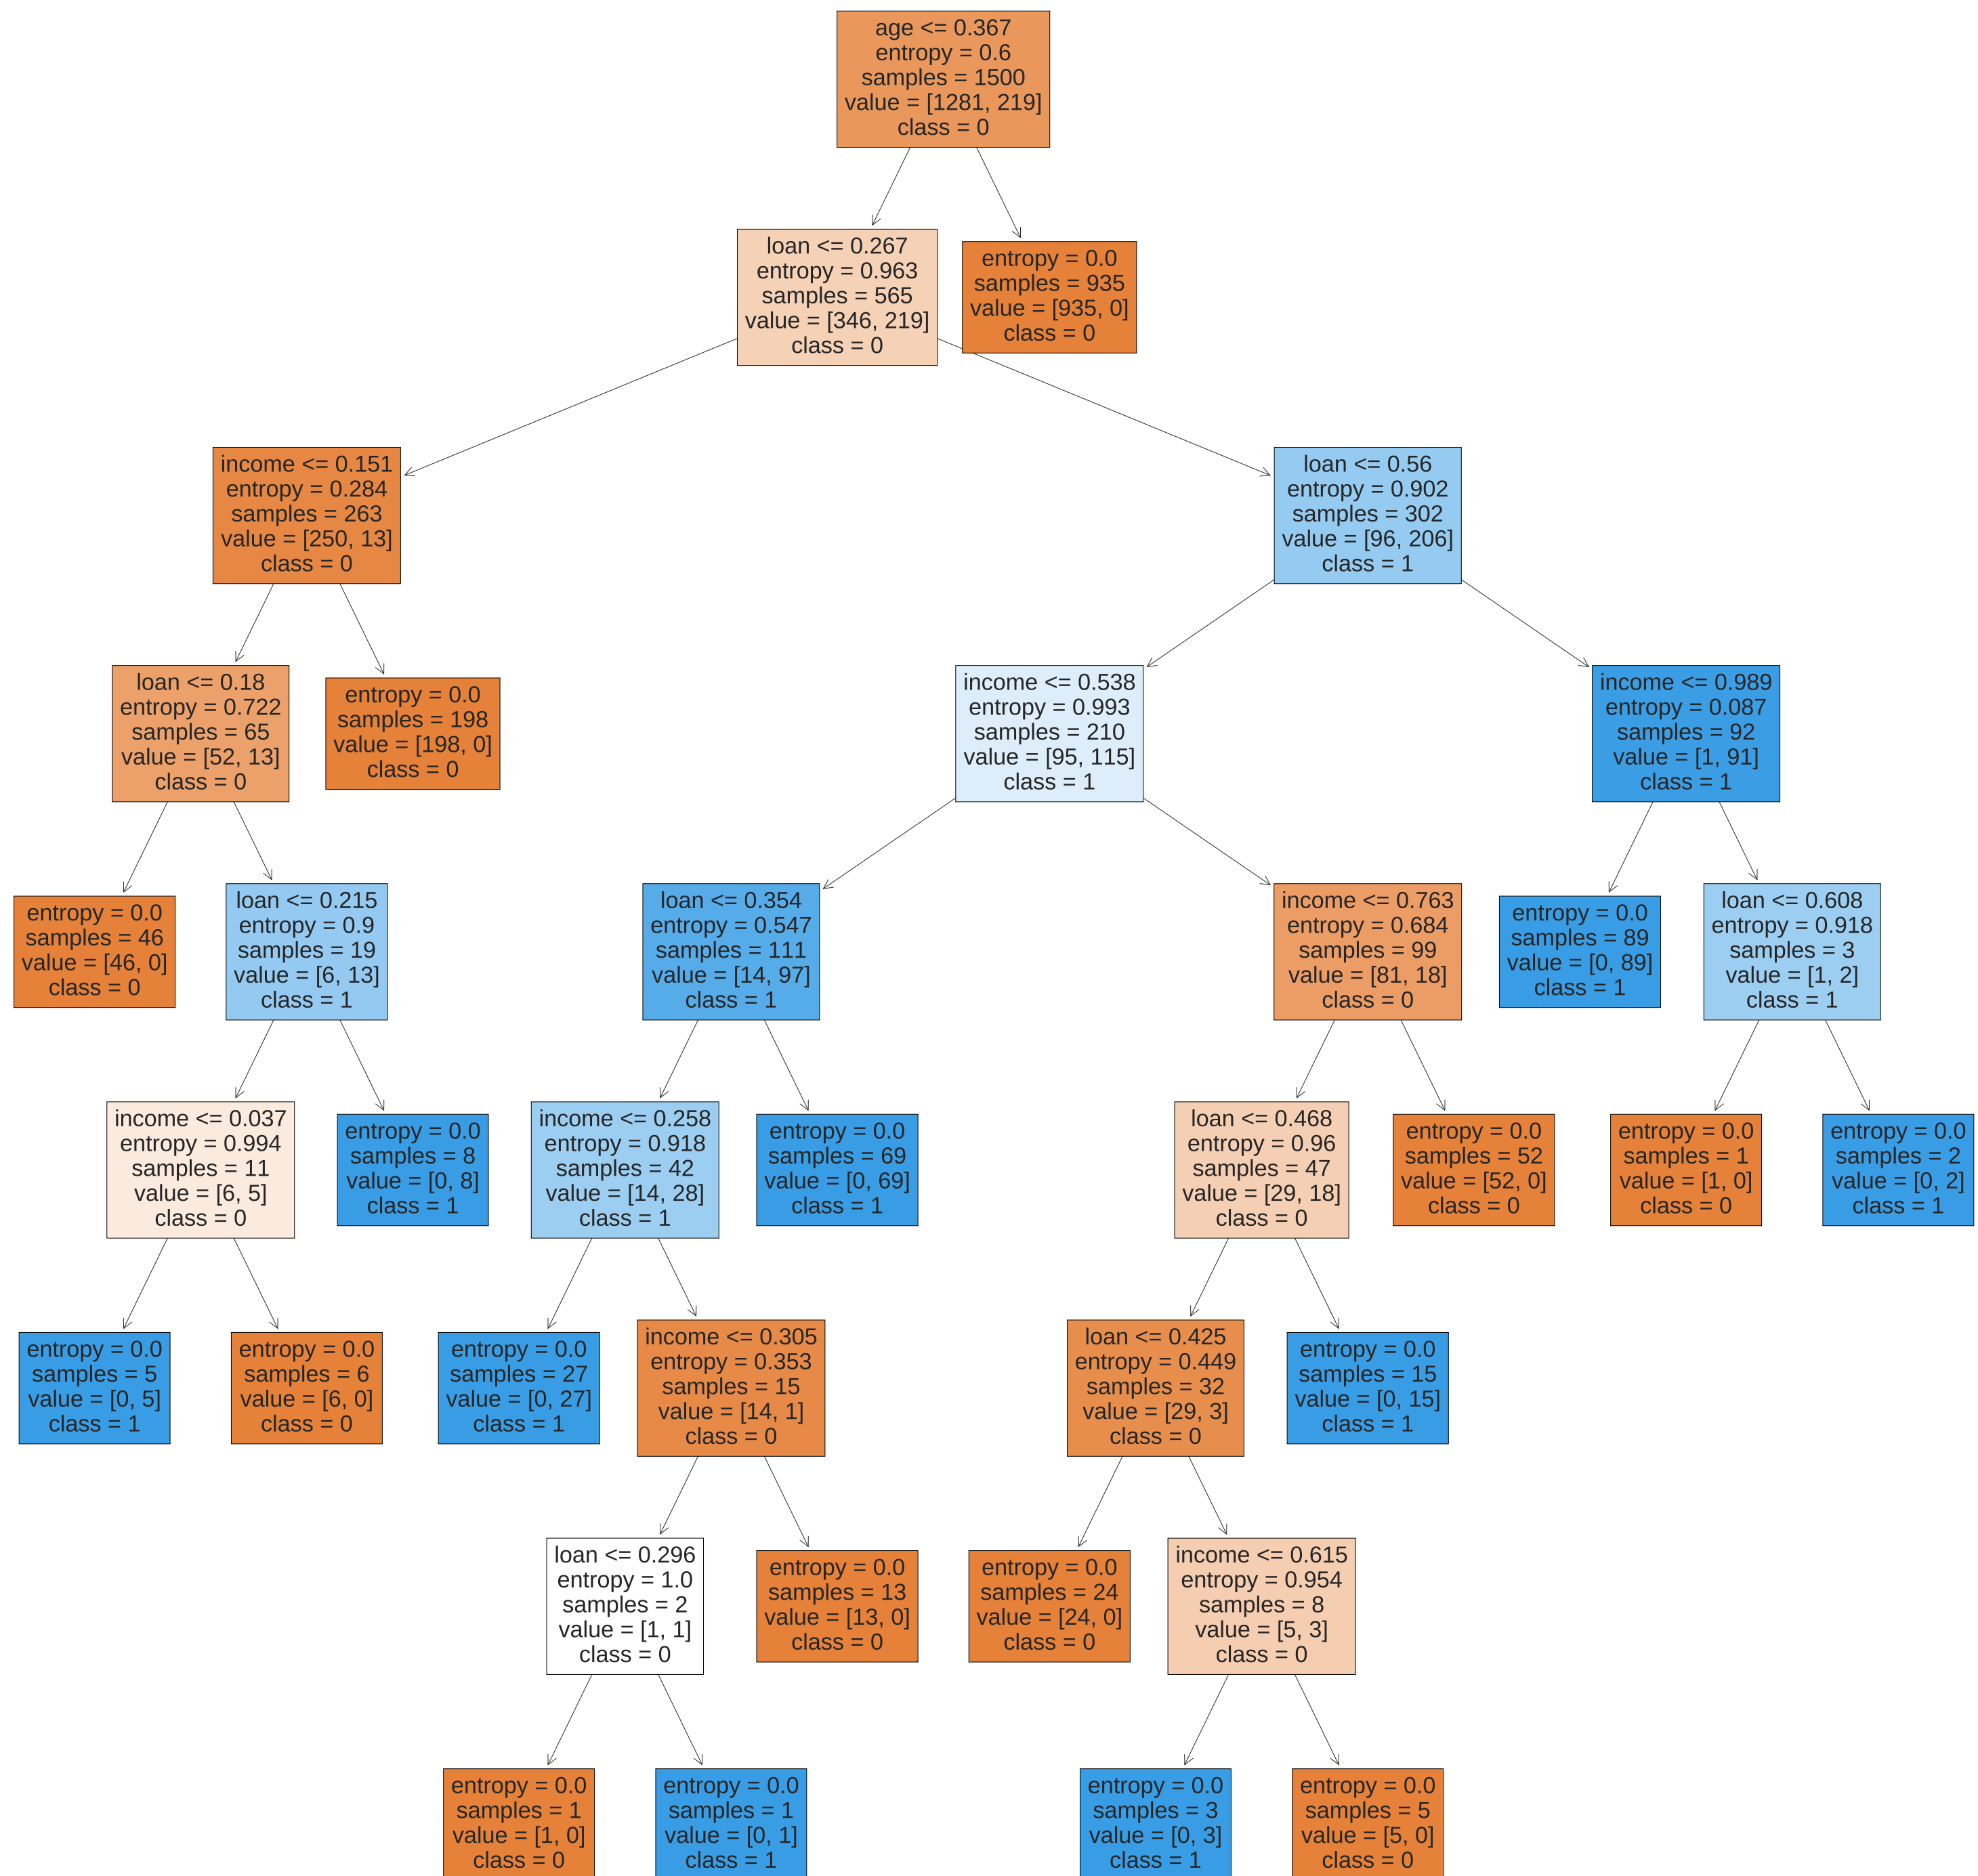 age <= 0.367
entropy = 0.6
samples = 1500
value = [1281, 219]
class = 0
loan <= 0.267
entropy = 0.963
samples = 565
value = [346, 219]
class = 0
entropy = 0.0
samples = 935
value = [935, 0]
class = 0
income <= 0.151
entropy = 0.284
samples = 263
value = [250, 13]
class = 0
loan <= 0.56
entropy = 0.902
samples = 302
value = [96, 206]
class = 1
loan <= 0.18
entropy = 0.722
samples = 65
value = [52, 13]
class = 0
entropy = 0.0
samples = 198
value = [198, 0]
class = 0
income <= 0.538
entropy = 0.993
samples = 210
value = [95, 115]
class = 1
income <= 0.989
entropy = 0.087
samples = 92
value = [1, 91]
class = 1
entropy = 0.0
samples = 46
value = [46, 0]
class = 0
loan <= 0.215
entropy = 0.9
samples = 19
value = [6, 13]
class = 1
loan <= 0.354
entropy = 0.547
samples = 111
value = [14, 97]
class = 1
income <= 0.763
entropy = 0.684
samples = 99
value = [81, 18]
class = 0
entropy = 0.0
samples = 89
value = [0, 89]
class = 1
loan <= 0.608
entropy = 0.918
samples = 3
value = [1, 2]
class = 1
income <= 0.037
entropy = 0.994
samples = 11
value = [6, 5]
class = 0
entropy = 0.0
samples = 8
value = [0, 8]
class = 1
income <= 0.258
entropy = 0.918
samples = 42
value = [14, 28]
class = 1
entropy = 0.0
samples = 69
value = [0, 69]
class = 1
loan <= 0.468
entropy = 0.96
samples = 47
value = [29, 18]
class = 0
entropy = 0.0
samples = 52
value = [52, 0]
class = 0
entropy = 0.0
samples = 1
value = [1, 0]
class = 0
entropy = 0.0
samples = 2
value = [0, 2]
class = 1
entropy = 0.0
samples = 5
value = [0, 5]
class = 1
entropy = 0.0
samples = 6
value = [6, 0]
class = 0
entropy = 0.0
samples = 27
value = [0, 27]
class = 1
income <= 0.305
entropy = 0.353
samples = 15
value = [14, 1]
class = 0
loan <= 0.425
entropy = 0.449
samples = 32
value = [29, 3]
class = 0
entropy = 0.0
samples = 15
value = [0, 15]
class = 1
loan <= 0.296
entropy = 1.0
samples = 2
value = [1, 1]
class = 0
entropy = 0.0
samples = 13
value = [13, 0]
class = 0
entropy = 0.0
samples = 24
value = [24, 0]
class = 0
income <= 0.615
entropy = 0.954
samples = 8
value = [5, 3]
class = 0
entropy = 0.0
samples = 1
value = [1, 0]
class = 0
entropy = 0.0
samples = 1
value = [0, 1]
class = 1
entropy = 0.0
samples = 3
value = [0, 3]
class = 1
entropy = 0.0
samples = 5
value = [5, 0]
class = 0